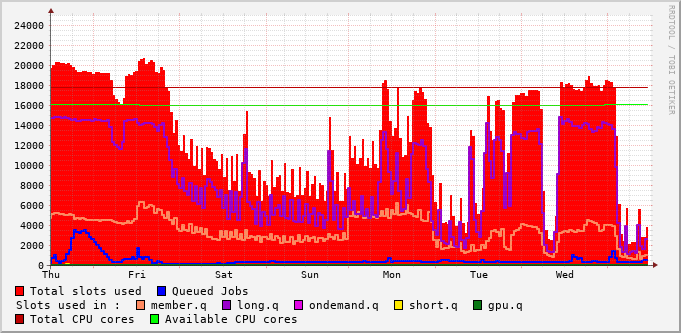 24000
22000
20000
18000
16000
14000
12000
10000
8000
6000
4000
2000
0
Thu Fri Sat Sun Mon Tue Wed
Total slots used Queued Jobs
Slots used in : member.q long.q ondemand.q short.q gpu.q
Total CPU cores Available CPU cores
RRDTOOL / TOBI OETIKER